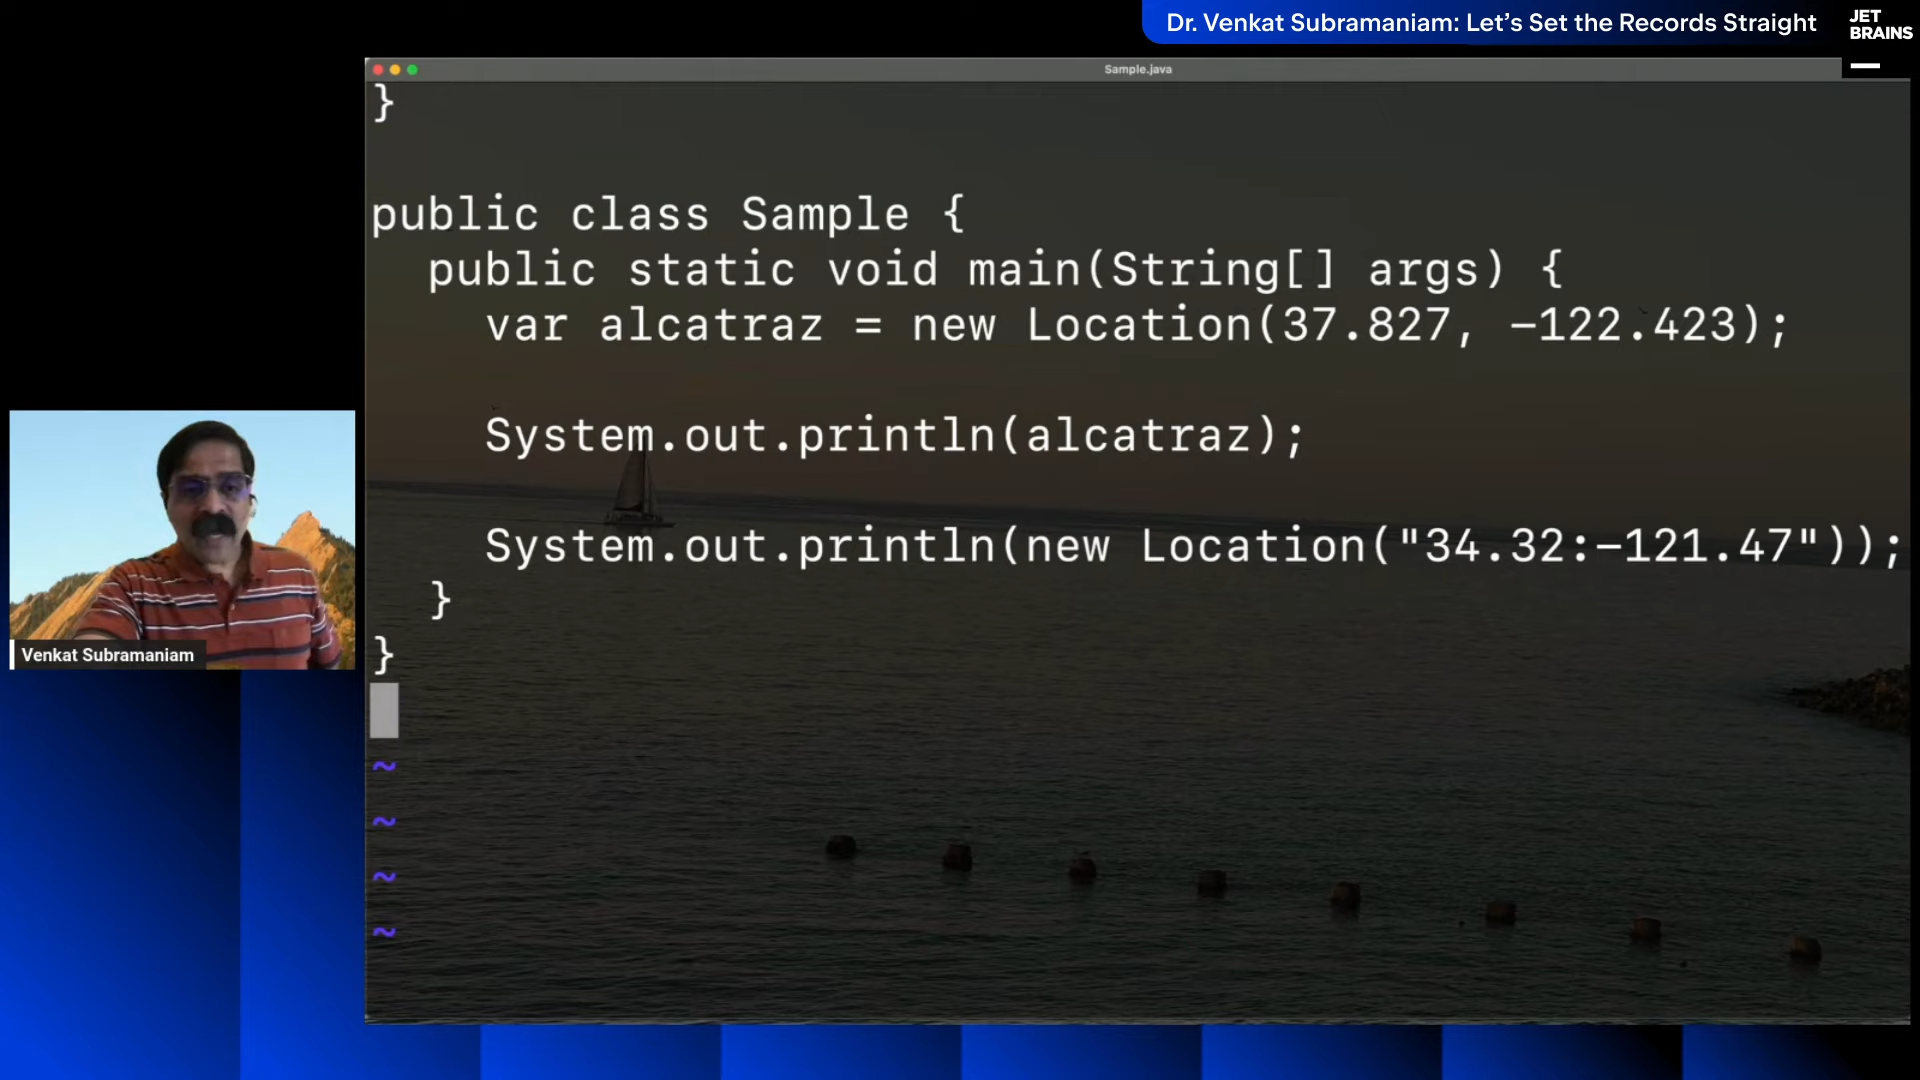 Dr. Venkat Subramaniam: Let's Set the Records Straight
JET
BRAINS
Sample.java
}
public class Sample {
  public static void main(String[] args) {
    var alcatraz = new Location(37.827, -122.423);
    System.out.println(alcatraz);
    System.out.println(new Location("34.32:-121.47"));
  }
}
~
~
~
~
Venkat Subramaniam